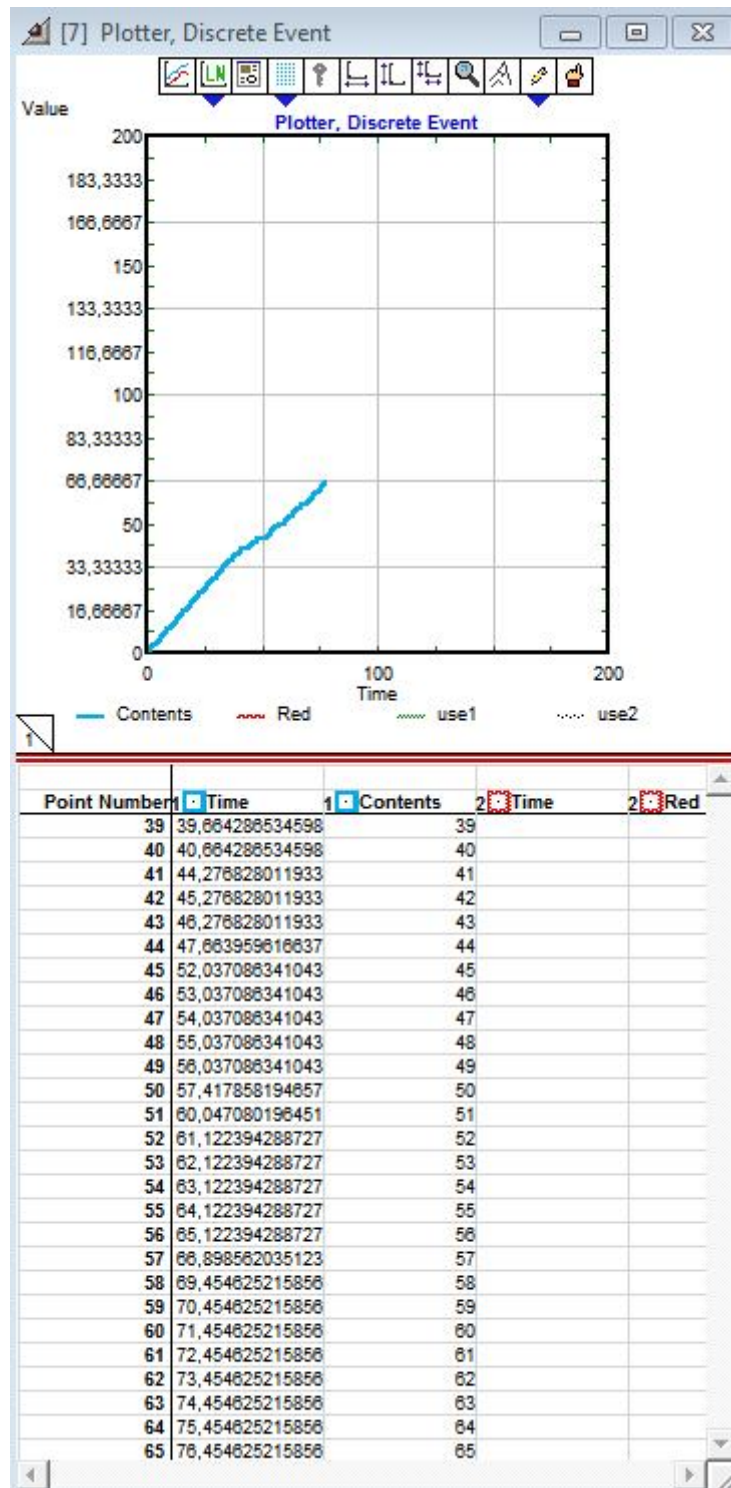 [7] Plotter, Discrete Event
LN
Value
Plotter, Discrete Event
200
183,3333
166,6667
150
133,3333
116,6667
100
83,33333
66,66667
50
33,33333
16,66667
0
0 100 200
Time
Contents Red use1 use2
1
Point Number 1 Time 1 Contents 2 Time 2 Red
39 39,664286534598 39
40 40,664286534598 40
41 44,276828011933 41
42 45,276828011933 42
43 46,276828011933 43
44 47,663959616637 44
45 52,037086341043 45
46 53,037086341043 46
47 54,037086341043 47
48 55,037086341043 48
49 56,037086341043 49
50 57,417858194657 50
51 60,047080196451 51
52 61,122394288727 52
53 62,122394288727 53
54 63,122394288727 54
55 64,122394288727 55
56 65,122394288727 56
57 66,898562035123 57
58 69,454625215856 58
59 70,454625215856 59
60 71,454625215856 60
61 72,454625215856 61
62 73,454625215856 62
63 74,454625215856 63
64 75,454625215856 64
65 76,454625215856 65